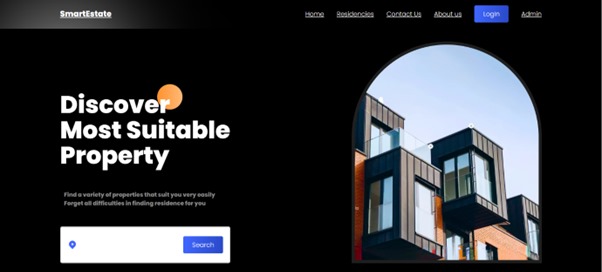 SmartEstate
Home Residencies Contact Us About us Login Admin
Discover
Most Suitable
Property
Find a variety of properties that suit you very easily
Forget all difficulties in finding residence for you
Search